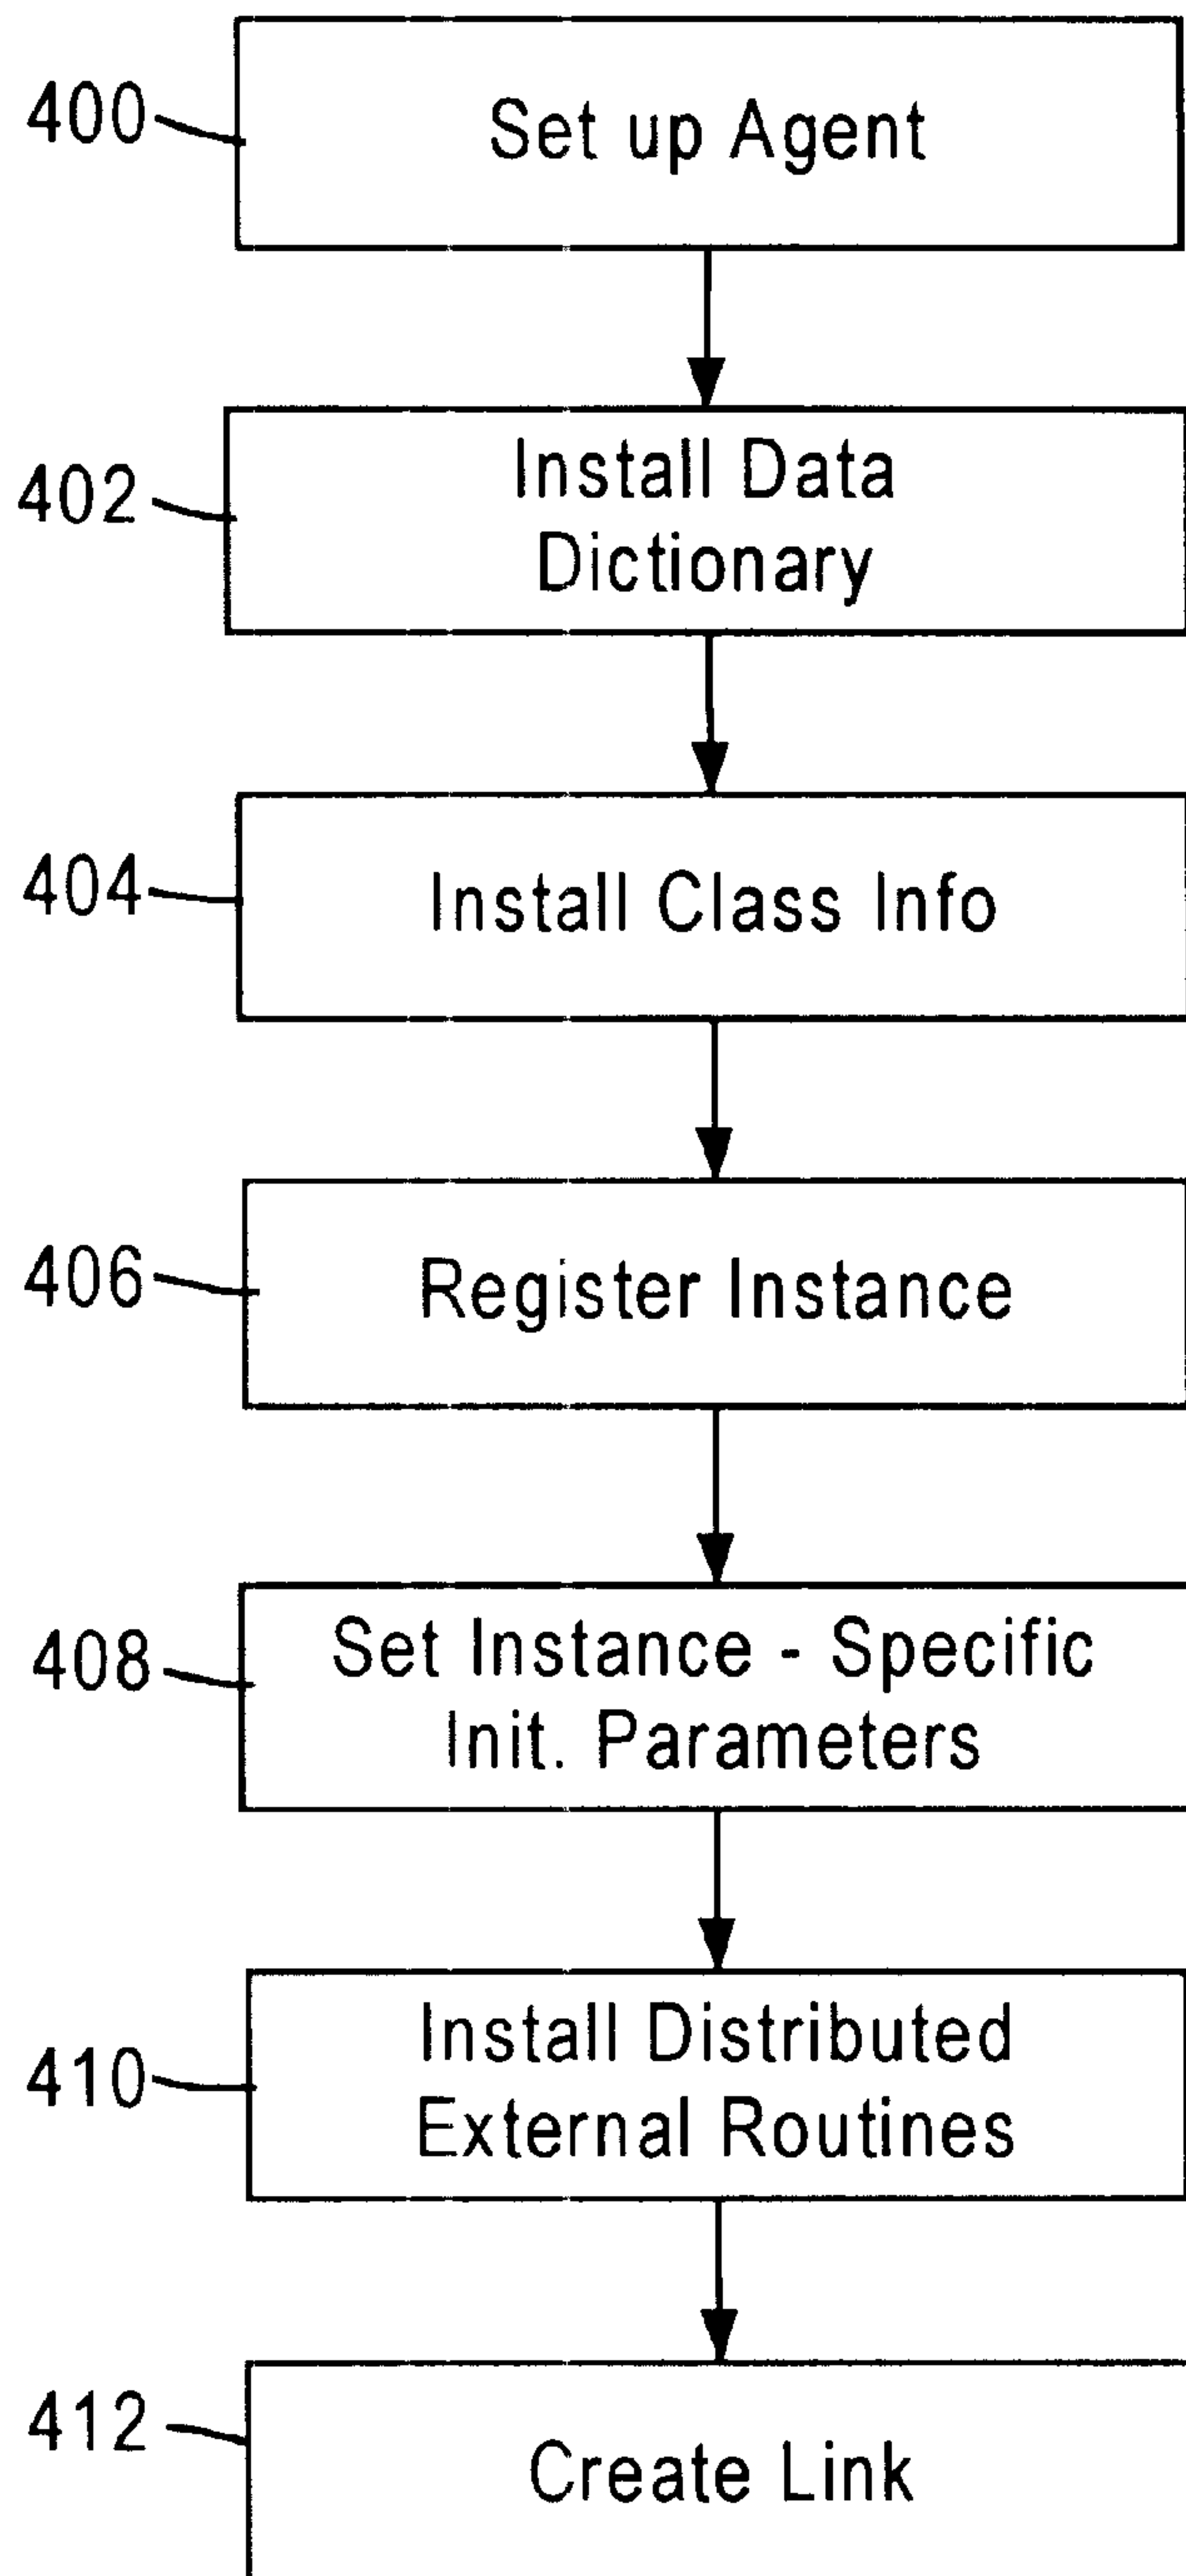 400
Set up Agent
402
Install Data
Dictionary
404
Install Class Info
406
Register Instance
408
Set Instance - Specific
Init. Parameters
410
Install Distributed
External Routines
412
Create Link